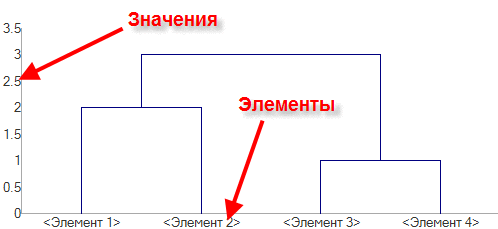 Значения
3.5
3
2.5
2
1.5
1
0.5
0
Элементы
<Элемент 1>
<Элемент 2>
<Элемент 3>
<Элемент 4>